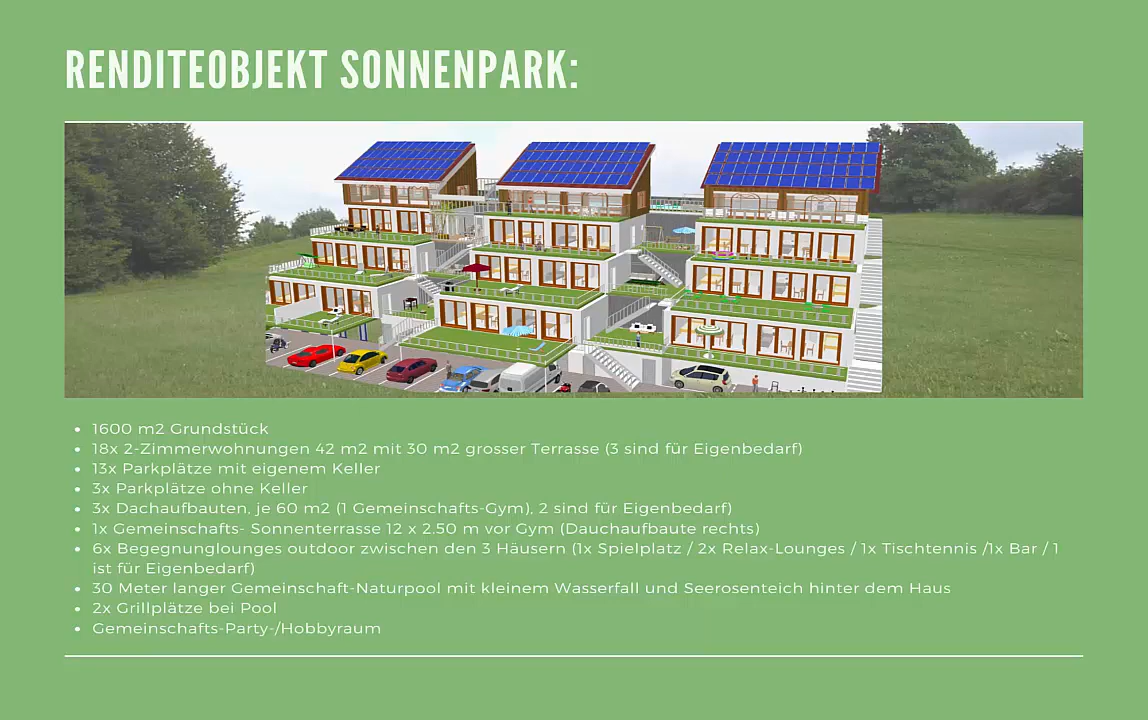 RENDITEOBJEKT SONNENPARK:
• 1600 m2 Grundstück
• 18x 2-Zimmerwohnungen 42 m2 mit 30 m2 grosser Terrasse (3 sind für Eigenbedarf)
• 13x Parkplätze mit eigenem Keller
• 3x Parkplätze ohne Keller
• 3x Dachaufbauten, je 60 m2 (1 Gemeinschafts-Gym), 2 sind für Eigenbedarf)
• 1x Gemeinschafts- Sonnenterrasse 12 x 2.50 m vor Gym (Dauchaufbaute rechts)
• 6x Begegnunglounges outdoor zwischen den 3 Häusern (1x Spielplatz / 2x Relax-Lounges / 1x Tischtennis /1x Bar / 1
ist für Eigenbedarf)
• 30 Meter langer Gemeinschaft-Naturpool mit kleinem Wasserfall und Seerosenteich hinter dem Haus
• 2x Grillplätze bei Pool
• Gemeinschafts-Party-/Hobbyraum